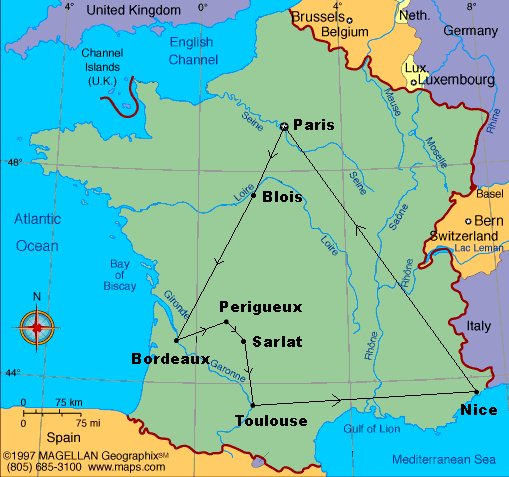 United Kingdom
Brussels
Belgium
Neth.
Germany
English
Channel
Channel
Islands
(U.K.)
Lux.
Luxembourg
Meuse
Rhine
Seine
Paris
Moselle
48
Seine
Basel
Loire
Blois
Saône
Bern
Switzerland
Lac Leman
Atlantic
Ocean
Loire
Rhône
Bay
of
Biscay
Gironde
N
Perigueux
Italy
Sarlat
Rhône
Bordeaux
Garonne
44
0
4
8
0 75 km
0 75 mi
Toulouse
Nice
Gulf of Lion
Spain
©1997 MAGELLAN Geographix℠
(805) 685-3100 www.maps.com
Mediterranean Sea